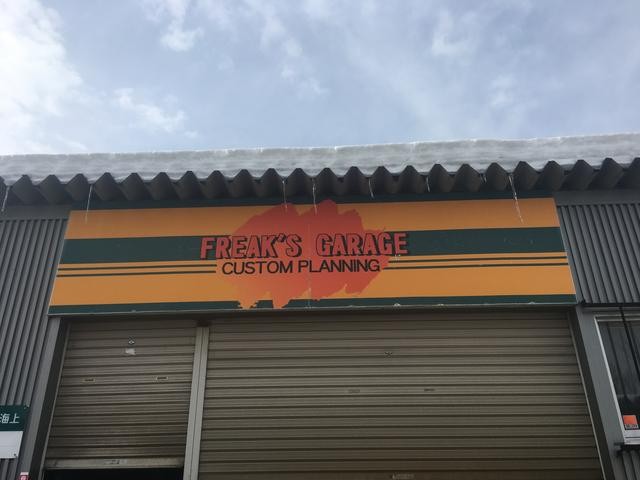 FREAK'S GARAGE
CUSTOM PLANNING
海上